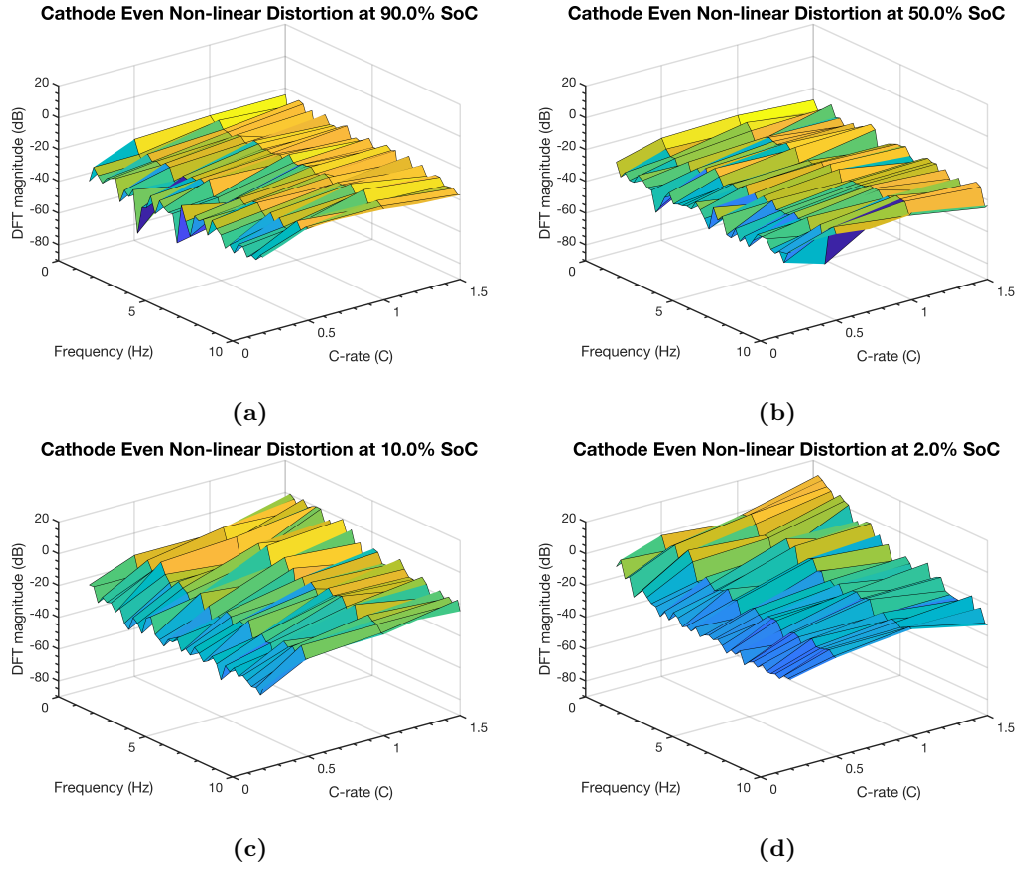 Cathode Even Non-linear Distortion at 90.0% SoC
20
0
-20
-40
-60
-80
DFT magnitude (dB)
0
5
10
Frequency (Hz)
0
0.5
1
1.5
C-rate (C)
(a)
Cathode Even Non-linear Distortion at 50.0% SoC
20
0
-20
-40
-60
-80
DFT magnitude (dB)
0
5
10
Frequency (Hz)
0
0.5
1
1.5
C-rate (C)
(b)
Cathode Even Non-linear Distortion at 10.0% SoC
20
0
-20
-40
-60
-80
DFT magnitude (dB)
0
5
10
Frequency (Hz)
0
0.5
1
1.5
C-rate (C)
(c)
Cathode Even Non-linear Distortion at 2.0% SoC
20
0
-20
-40
-60
-80
DFT magnitude (dB)
0
5
10
Frequency (Hz)
0
0.5
1
1.5
C-rate (C)
(d)